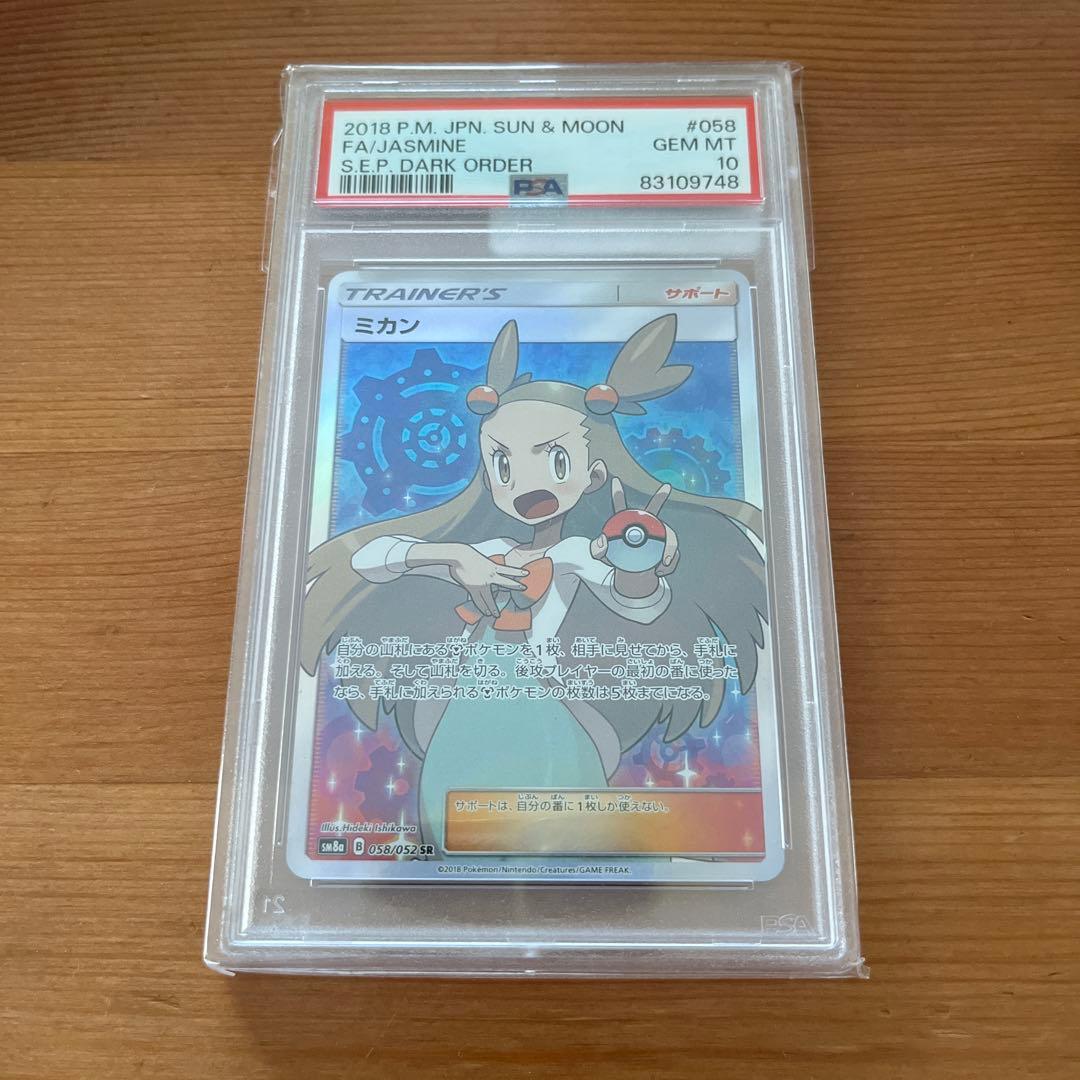 2018 P.M. JPN. SUN & MOON #058
FA/JASMINE GEM MT
S.E.P. DARK ORDER 10
PSA 83109748
TRAINER'S サポート
ミカン
自分の山札にあるポケモンを1枚、相手に見せてから、手札に
加える。そして山札を切る。後攻プレイヤーの最初の番に使った
なら、手札に加えられるポケモンの枚数は5枚までになる。
サポートは、自分の番に1枚しか使えない。
Illus. Hideki Ishikawa
SM8a B 058/052 SR
©2018 Pokémon/Nintendo/Creatures/GAME FREAK.
21 PSA